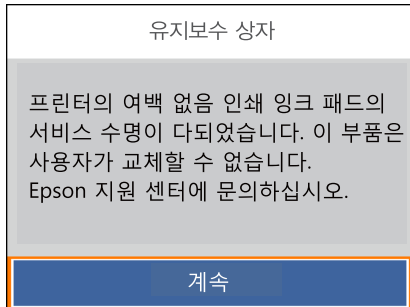 유지보수 상자
프린터의 여백 없음 인쇄 잉크 패드의
서비스 수명이 다되었습니다. 이 부품은
사용자가 교체할 수 없습니다.
Epson 지원 센터에 문의하십시오.
계속